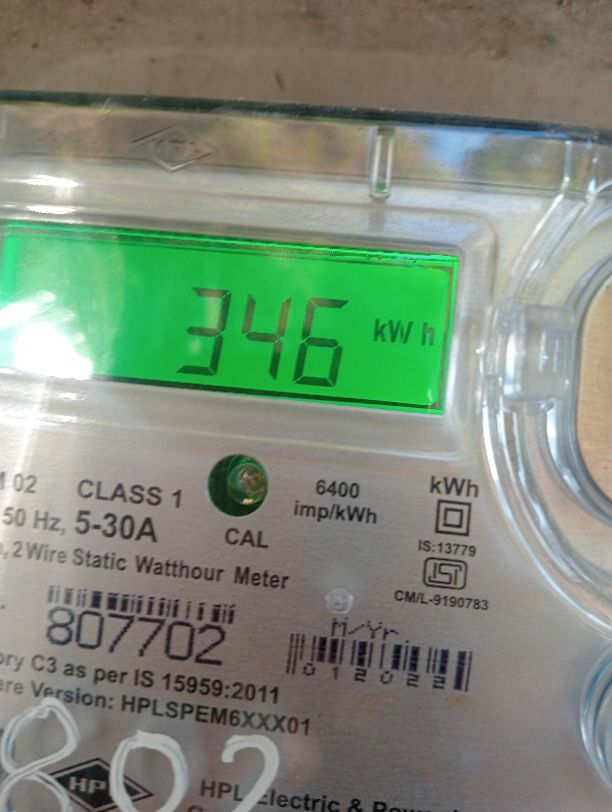 HPL
346 kWh
02 CLASS 1
6400
imp/kWh
kWh
50 Hz, 5-30A
CAL
IS:13779
ISI
2 Wire Static Watthour Meter
CM/L-9190783
807702
M/Yr
012022
C3 as per IS 15959:2011
Version: HPLSPEM6XXX01
802
HPL
HPL Electric &